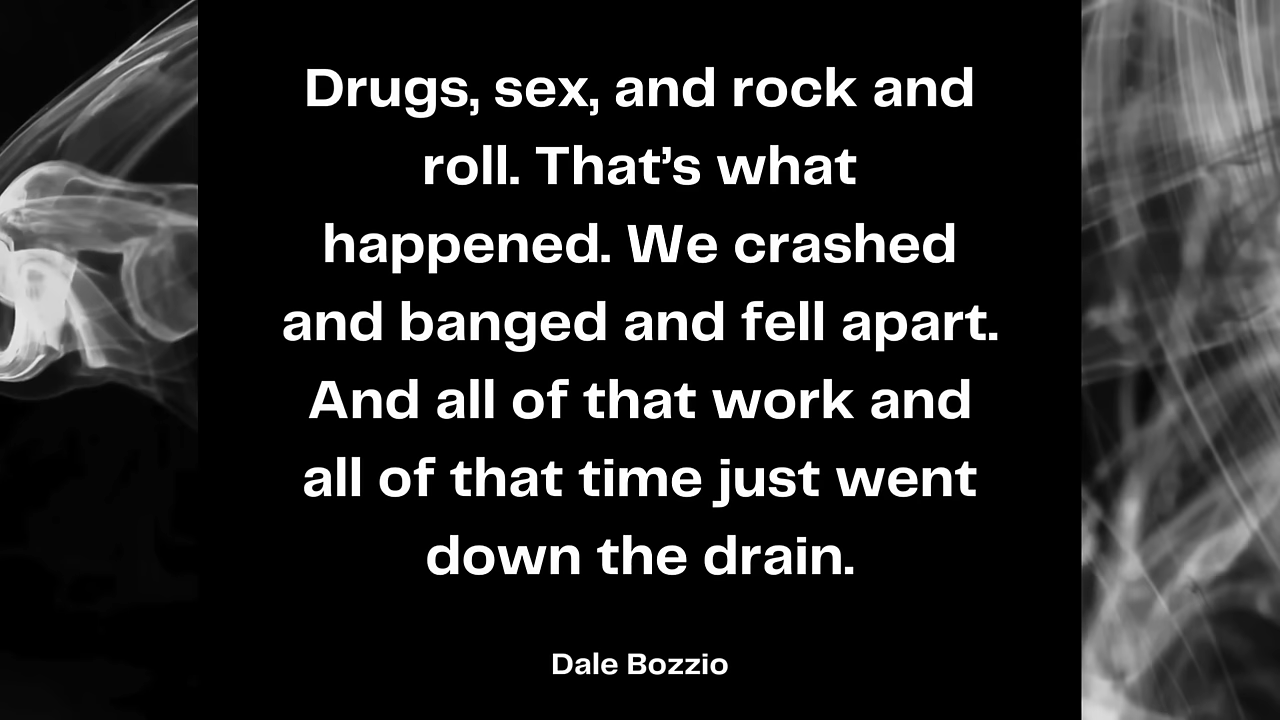 Drugs, sex, and rock and
roll. That’s what
happened. We crashed
and banged and fell apart.
And all of that work and
all of that time just went
down the drain.
Dale Bozzio